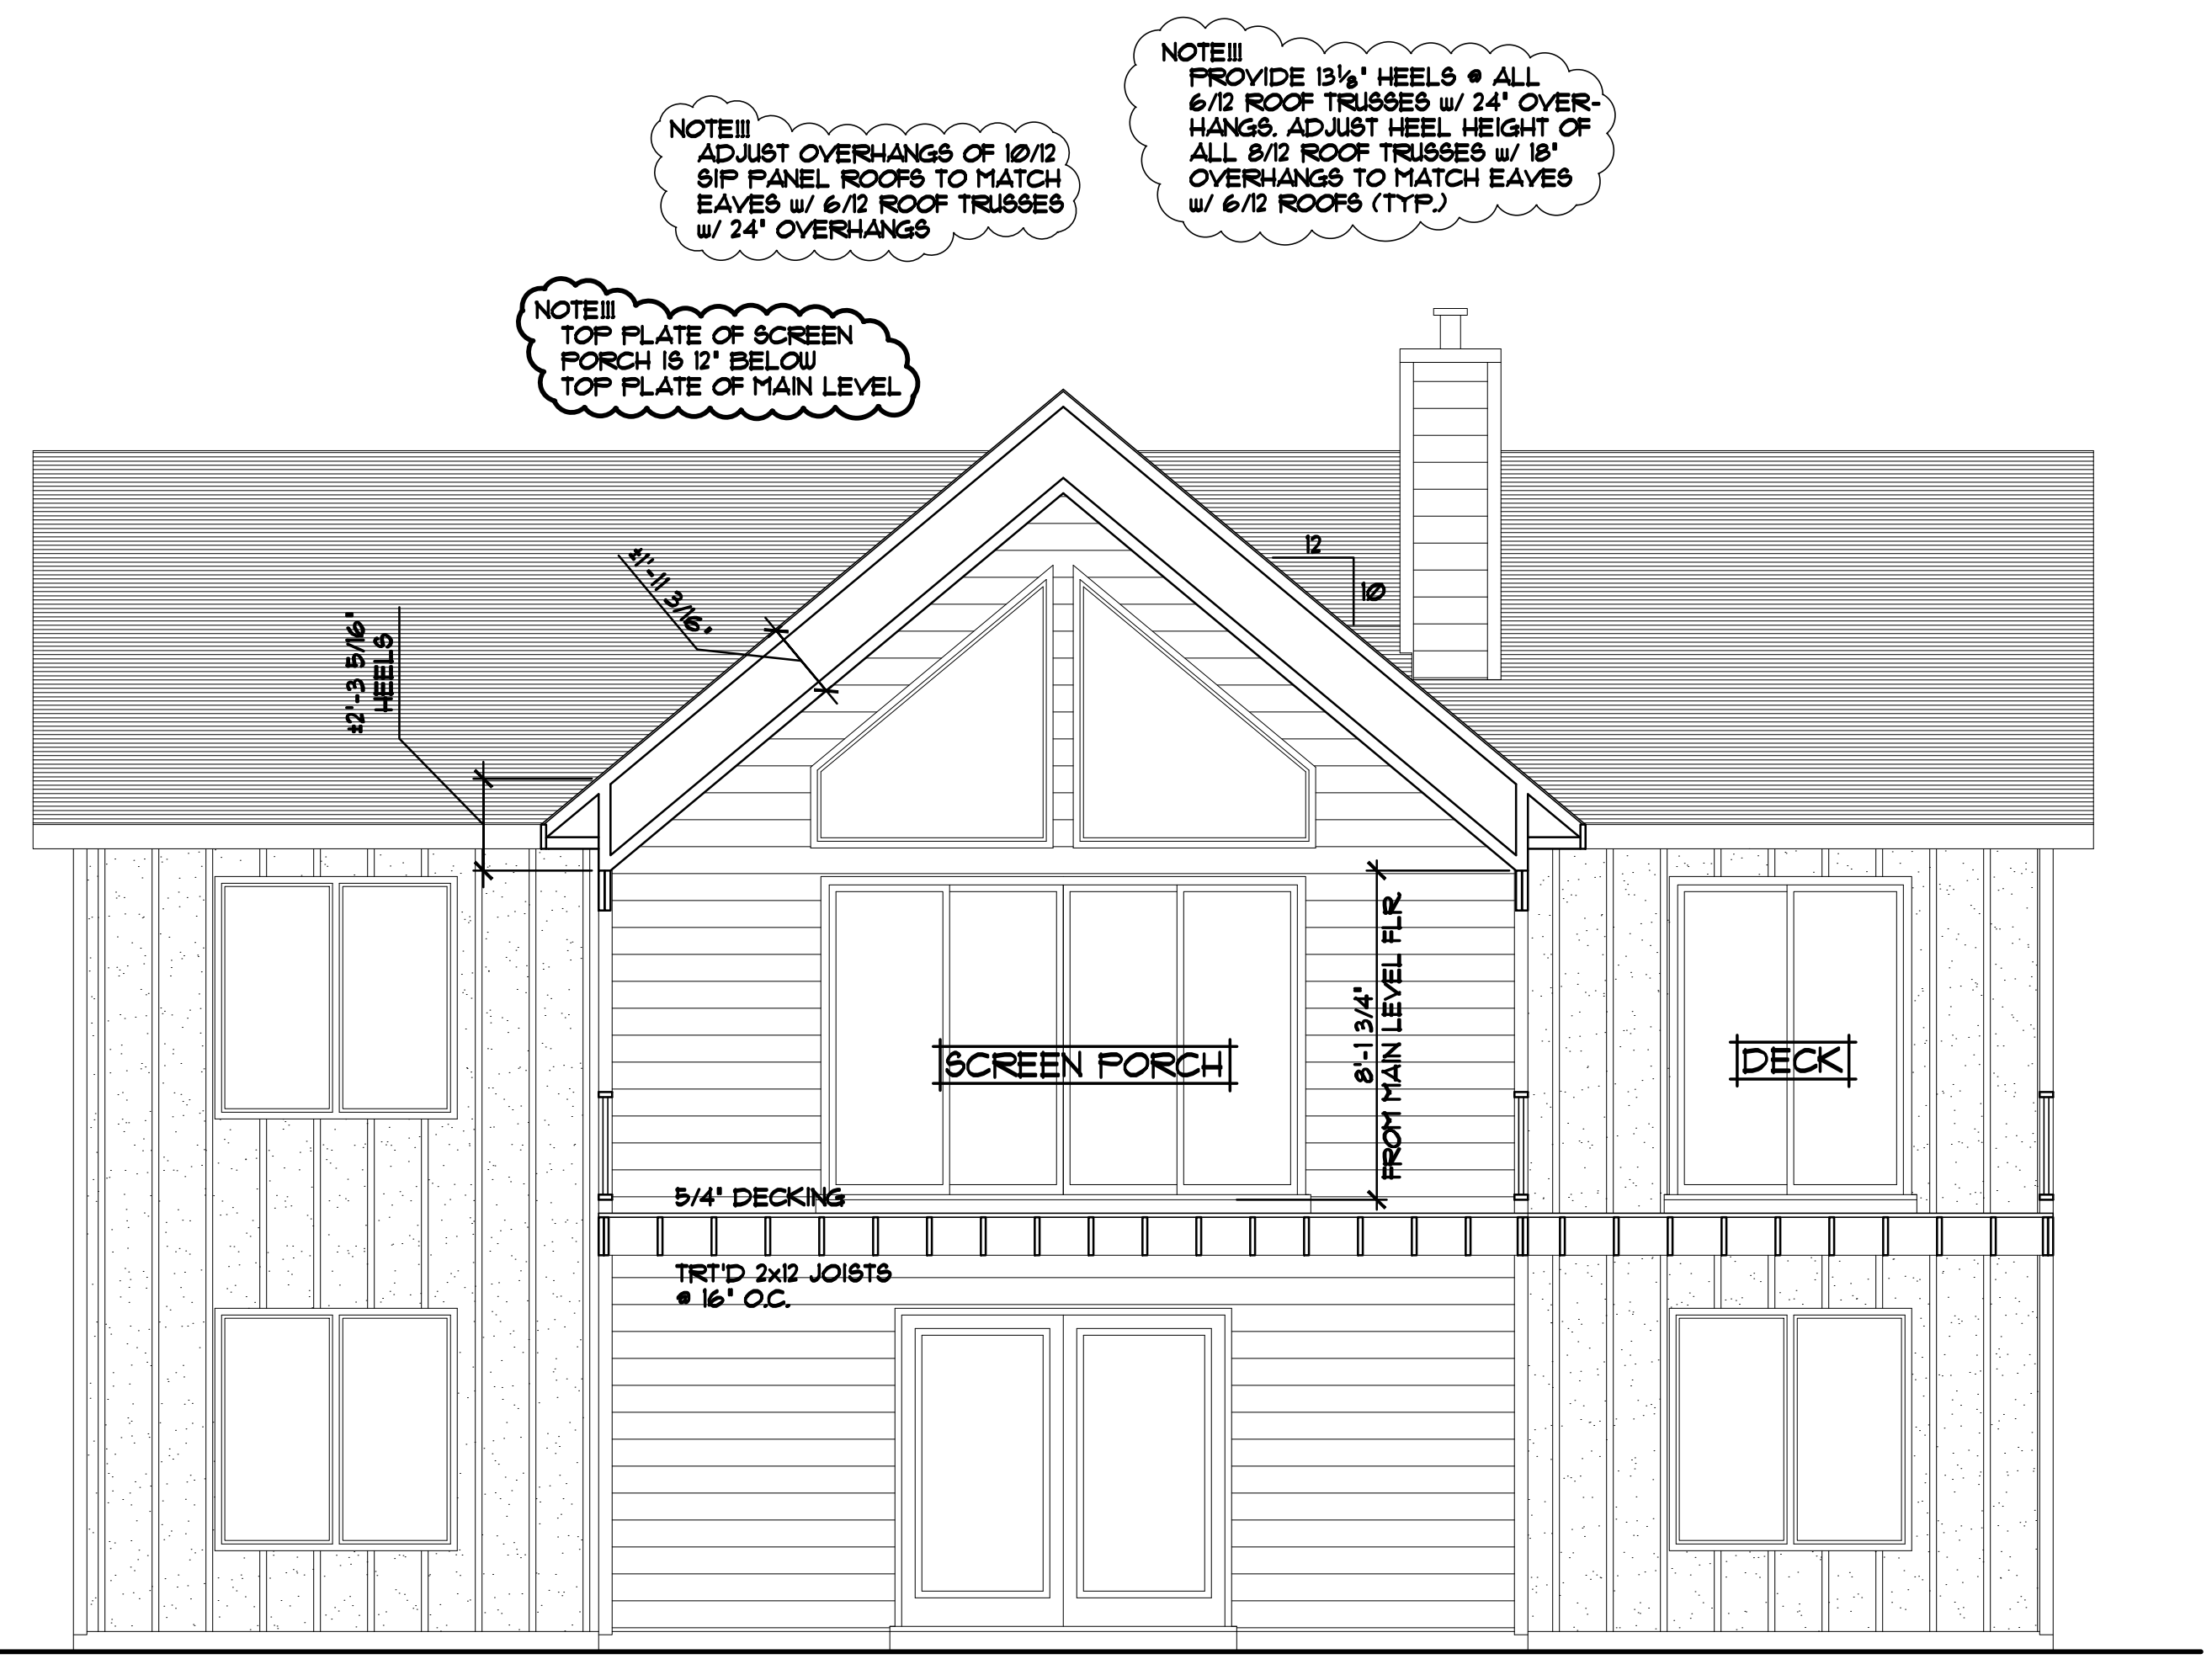 NOTE!!!
PROVIDE 13⅛" HEELS @ ALL
6/12 ROOF TRUSSES w/ 24" OVER-
HANGS. ADJUST HEEL HEIGHT OF
ALL 8/12 ROOF TRUSSES w/ 18"
OVERHANGS TO MATCH EAVES
w/ 6/12 ROOFS (TYP.)
NOTE!!!
ADJUST OVERHANGS OF 10/12
SIP PANEL ROOFS TO MATCH
EAVES w/ 6/12 ROOF TRUSSES
w/ 24" OVERHANGS
NOTE!!!
TOP PLATE OF SCREEN
PORCH IS 12" BELOW
TOP PLATE OF MAIN LEVEL
12
10
±1'-11 3/16"
±2'-3 5/16"
HEELS
8'-1 3/4"
FROM MAIN LEVEL FLR
SCREEN PORCH
DECK
5/4" DECKING
TRT'D 2x12 JOISTS
@ 16" O.C.